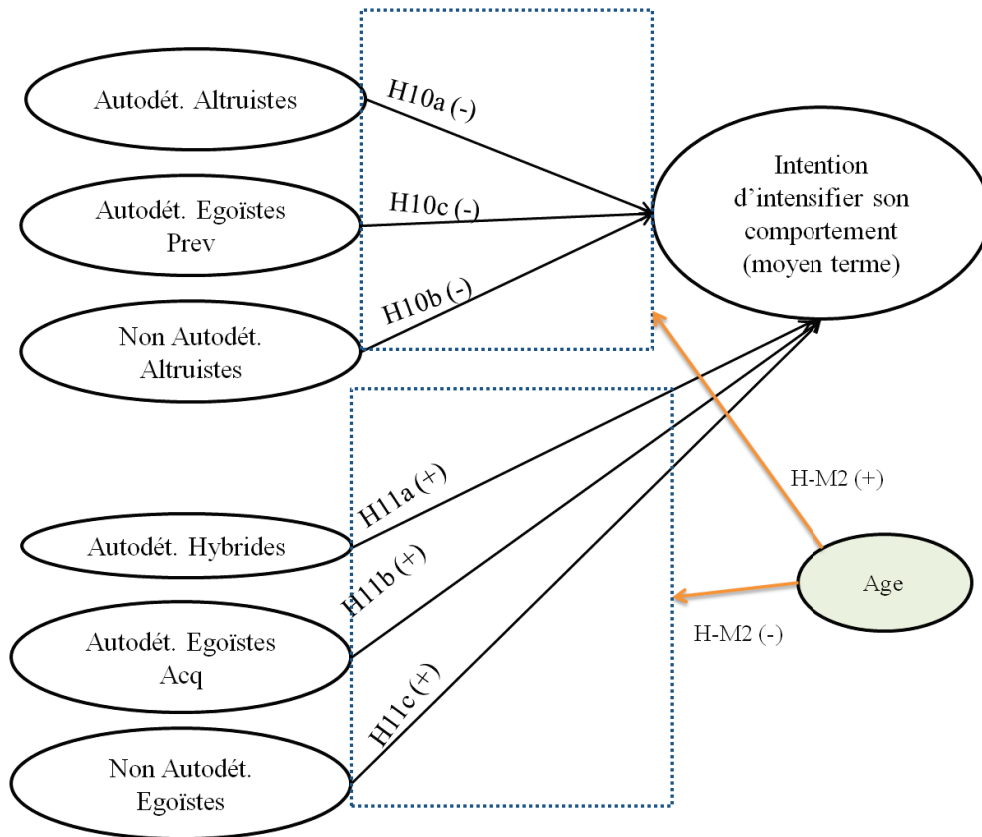 Autodét. Altruistes
H10a (-)
Autodét. Egoïstes
Prev
H10c (-)
Non Autodét.
Altruistes
H10b (-)
Intention
d’intensifier son
comportement
(moyen terme)
Autodét. Hybrides
H11a (+)
Autodét. Egoïstes
Acq
H11b (+)
Non Autodét.
Egoïstes
H11c (+)
H-M2 (+)
Age
H-M2 (-)